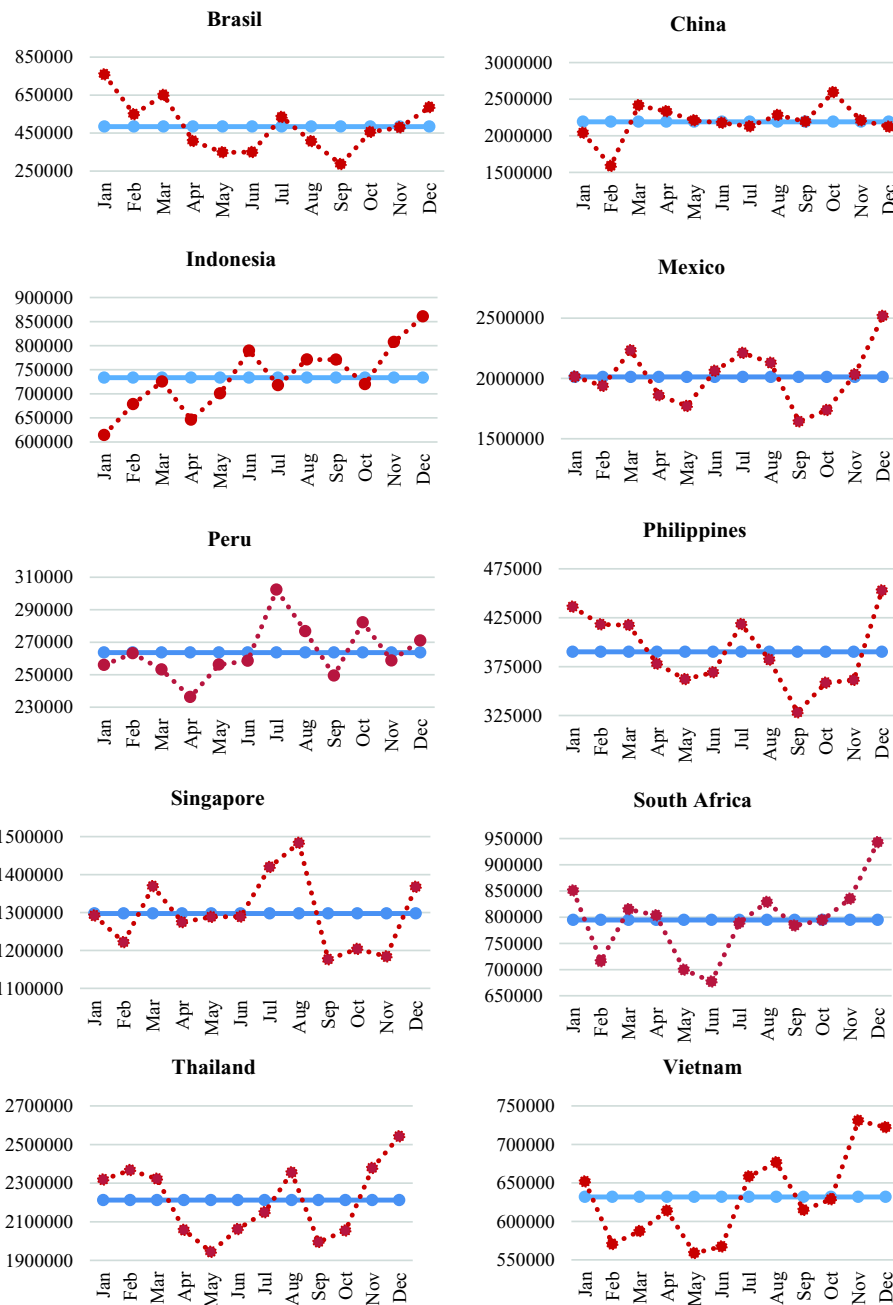 Brasil
850000
650000
450000
250000
Jan Feb Mar Apr May Jun Jul Aug Sep Oct Nov Dec
China
3000000
2500000
2000000
1500000
Jan Feb Mar Apr May Jun Jul Aug Sep Oct Nov Dec
Indonesia
900000
850000
800000
750000
700000
650000
600000
Jan Feb Mar Apr May Jun Jul Aug Sep Oct Nov Dec
Mexico
2500000
2000000
1500000
Jan Feb Mar Apr May Jun Jul Aug Sep Oct Nov Dec
Peru
310000
290000
270000
250000
230000
Jan Feb Mar Apr May Jun Jul Aug Sep Oct Nov Dec
Philippines
475000
425000
375000
325000
Jan Feb Mar Apr May Jun Jul Aug Sep Oct Nov Dec
Singapore
1500000
1400000
1300000
1200000
1100000
Jan Feb Mar Apr May Jun Jul Aug Sep Oct Nov Dec
South Africa
950000
900000
850000
800000
750000
700000
650000
Jan Feb Mar Apr May Jun Jul Aug Sep Oct Nov Dec
Thailand
2700000
2500000
2300000
2100000
1900000
Jan Feb Mar Apr May Jun Jul Aug Sep Oct Nov Dec
Vietnam
750000
700000
650000
600000
550000
Jan Feb Mar Apr May Jun Jul Aug Sep Oct Nov Dec